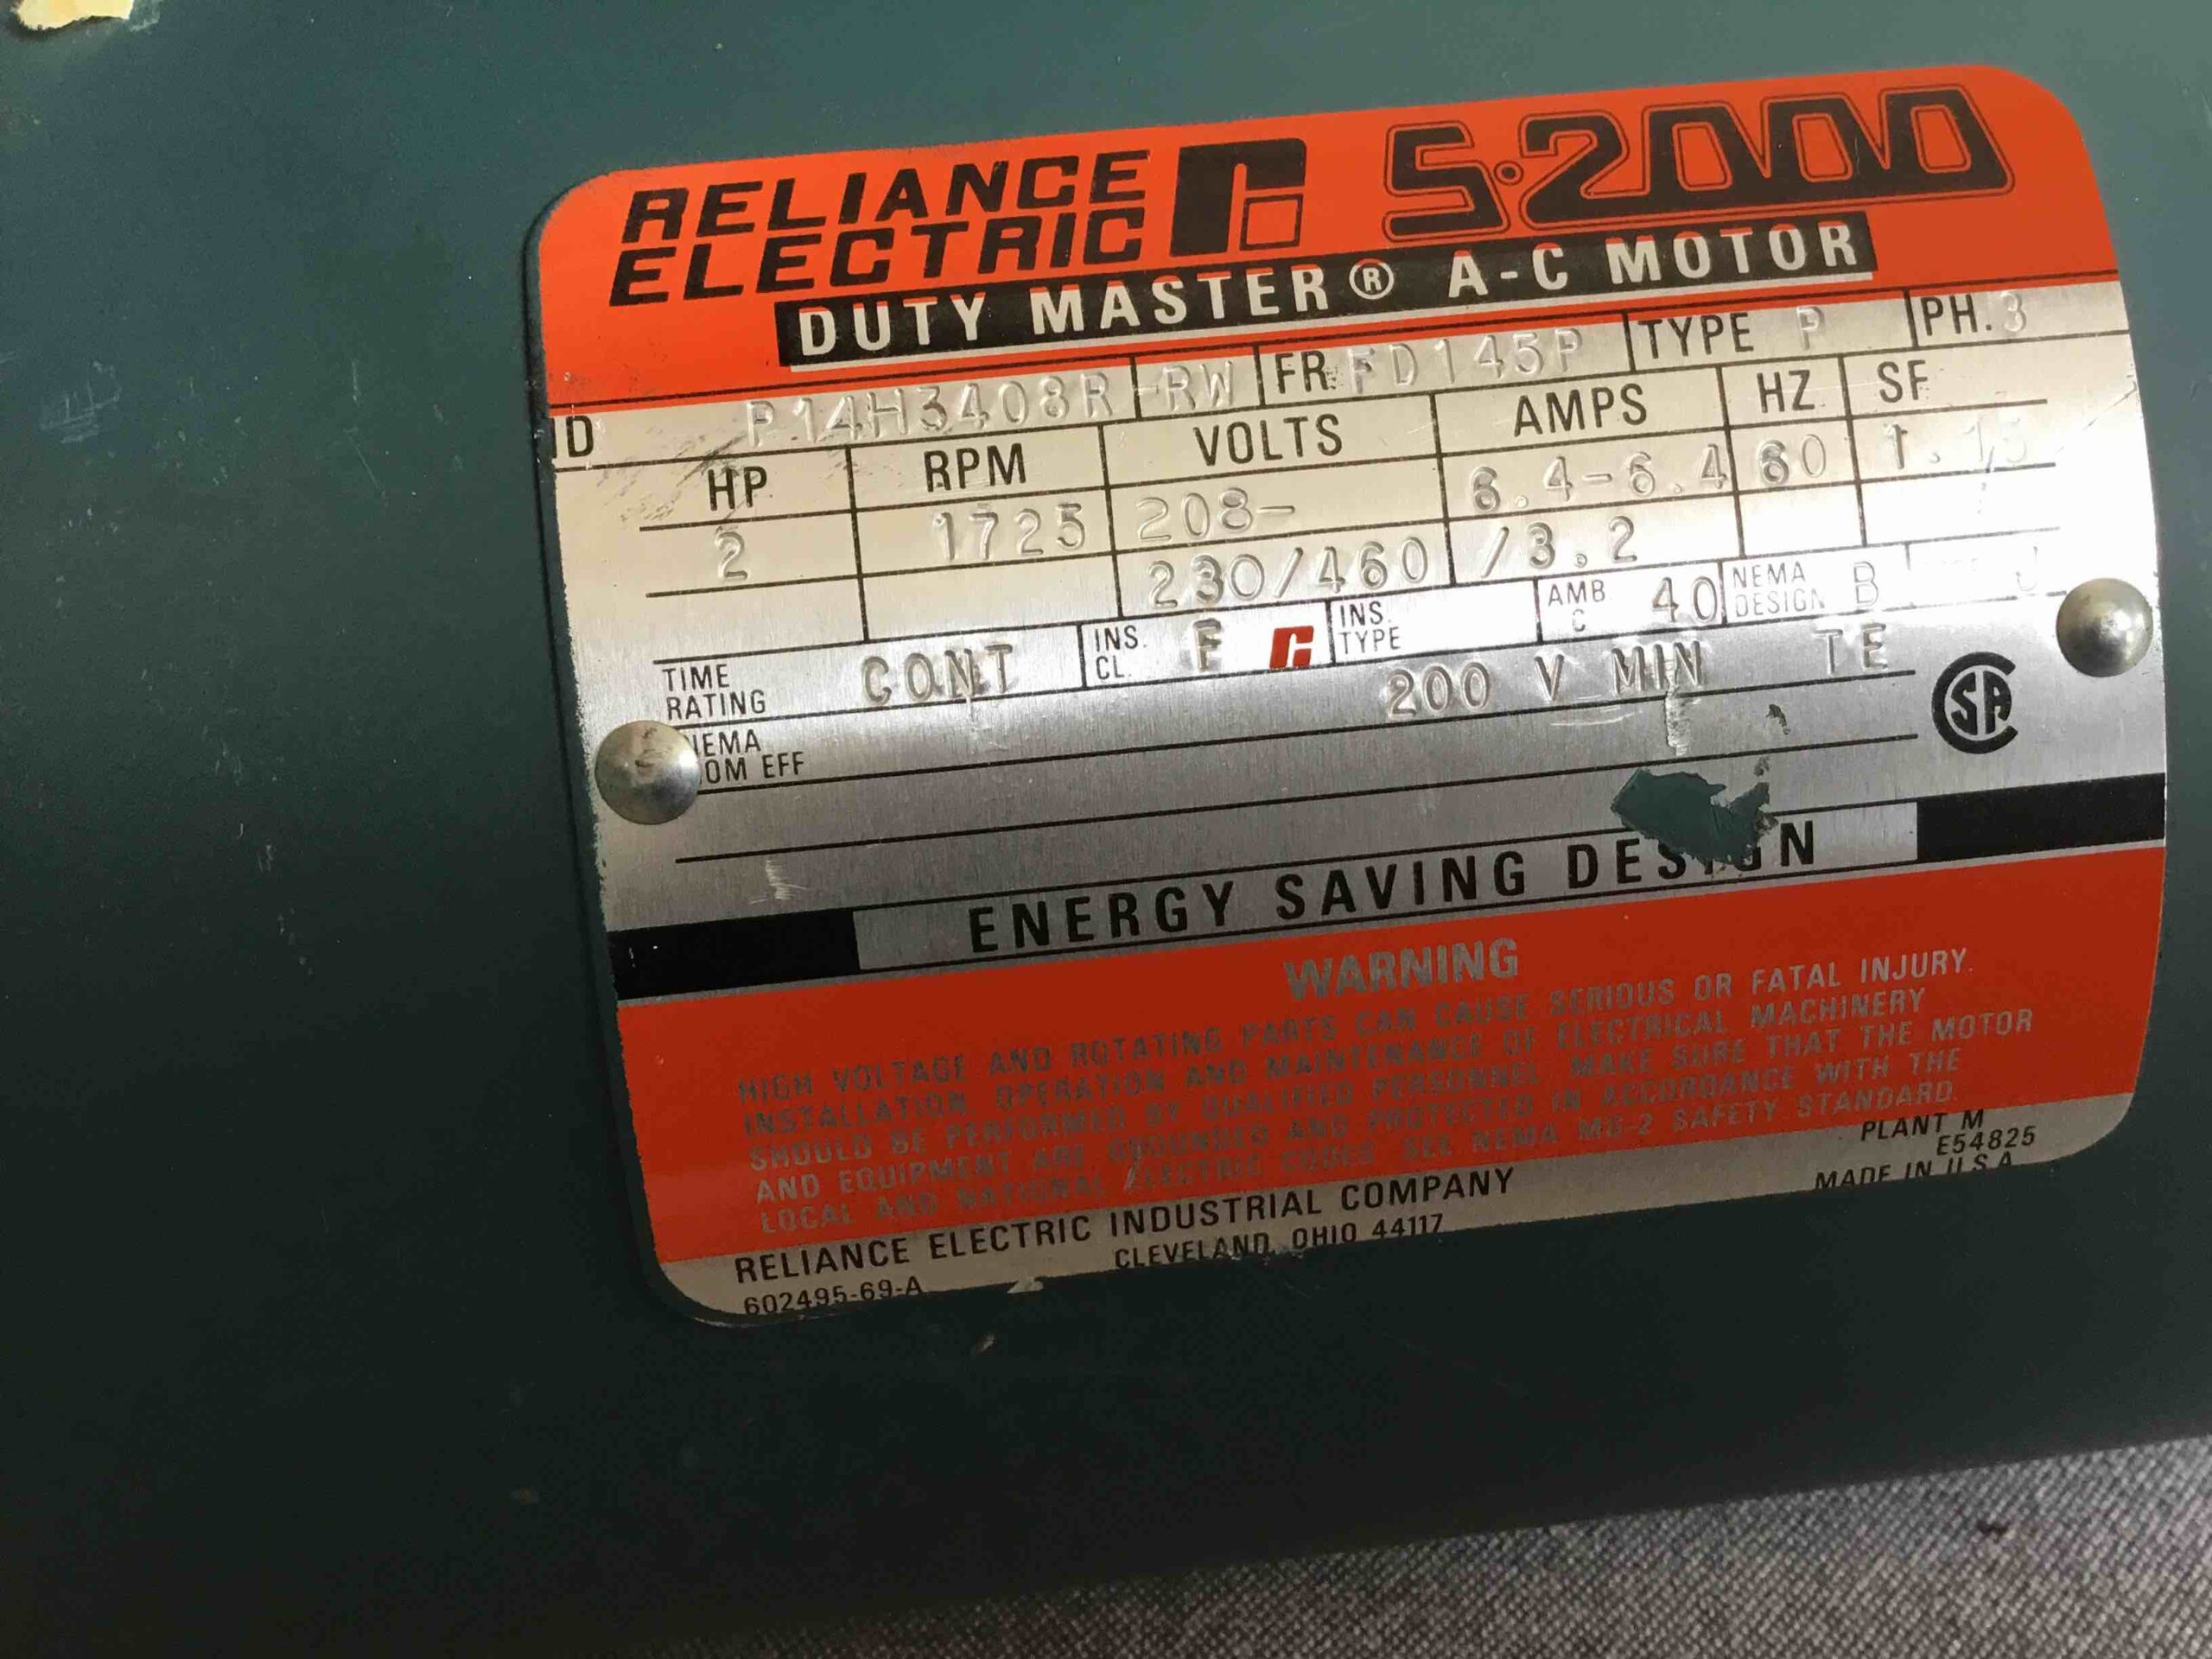 RELIANCE
ELECTRIC
S·2000
DUTY MASTER® A-C MOTOR
ID P14H3408R-RW FR. FD145P TYPE P PH. 3
HP RPM VOLTS AMPS HZ. SF
2 1725 208- 6.4-6.4 60 1.15
230/460 /3.2
TIME RATING CONT INS. CL. F INS. TYPE AMB. C 40 NEMA DESIGN B J
200 V MIN TE
NEMA
OM EFF
ENERGY SAVING DESIGN
WARNING
HIGH VOLTAGE AND ROTATING PARTS CAN CAUSE SERIOUS OR FATAL INJURY.
INSTALLATION, OPERATION AND MAINTENANCE OF ELECTRICAL MACHINERY
SHOULD BE PERFORMED BY QUALIFIED PERSONNEL. MAKE SURE THAT THE MOTOR
AND EQUIPMENT ARE GROUNDED AND PROTECTED IN ACCORDANCE WITH THE
LOCAL AND NATIONAL ELECTRIC CODES. SEE NEMA MG-2 SAFETY STANDARD.
PLANT M
E54825
RELIANCE ELECTRIC INDUSTRIAL COMPANY MADE IN U.S.A.
CLEVELAND, OHIO 44117
602495-69-A